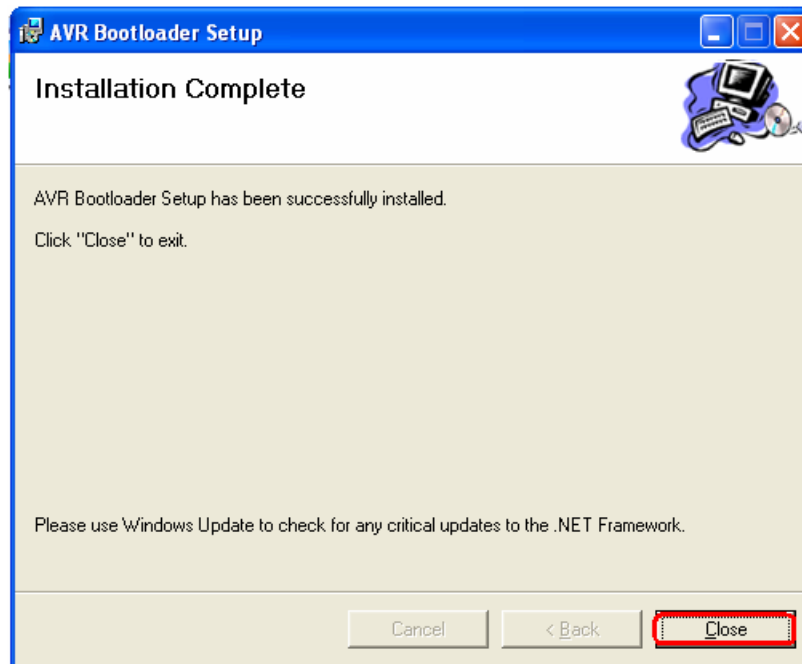 AVR Bootloader Setup
Installation Complete
AVR Bootloader Setup has been successfully installed.
Click "Close" to exit.
Please use Windows Update to check for any critical updates to the .NET Framework.
Cancel
< Back
Close